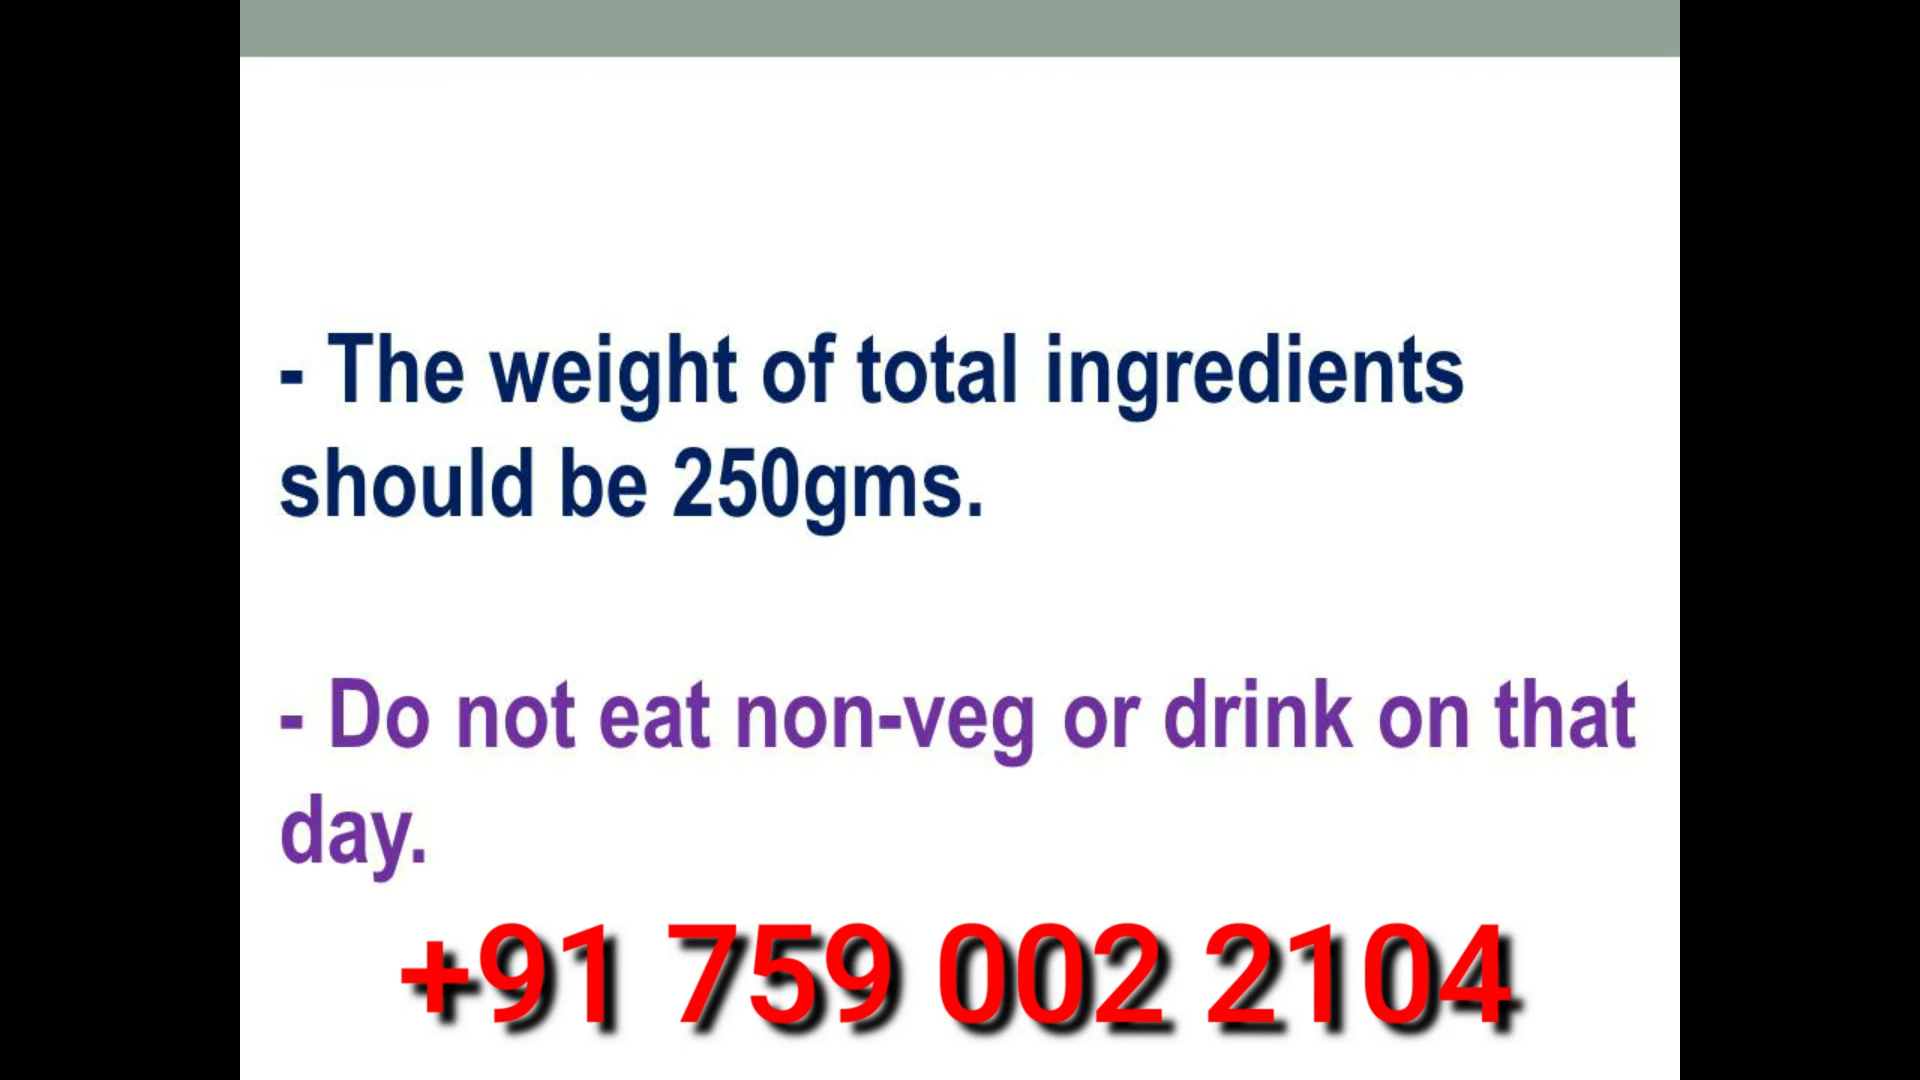 - The weight of total ingredients
should be 250gms.
- Do not eat non-veg or drink on that
day.
+91 759 002 2104